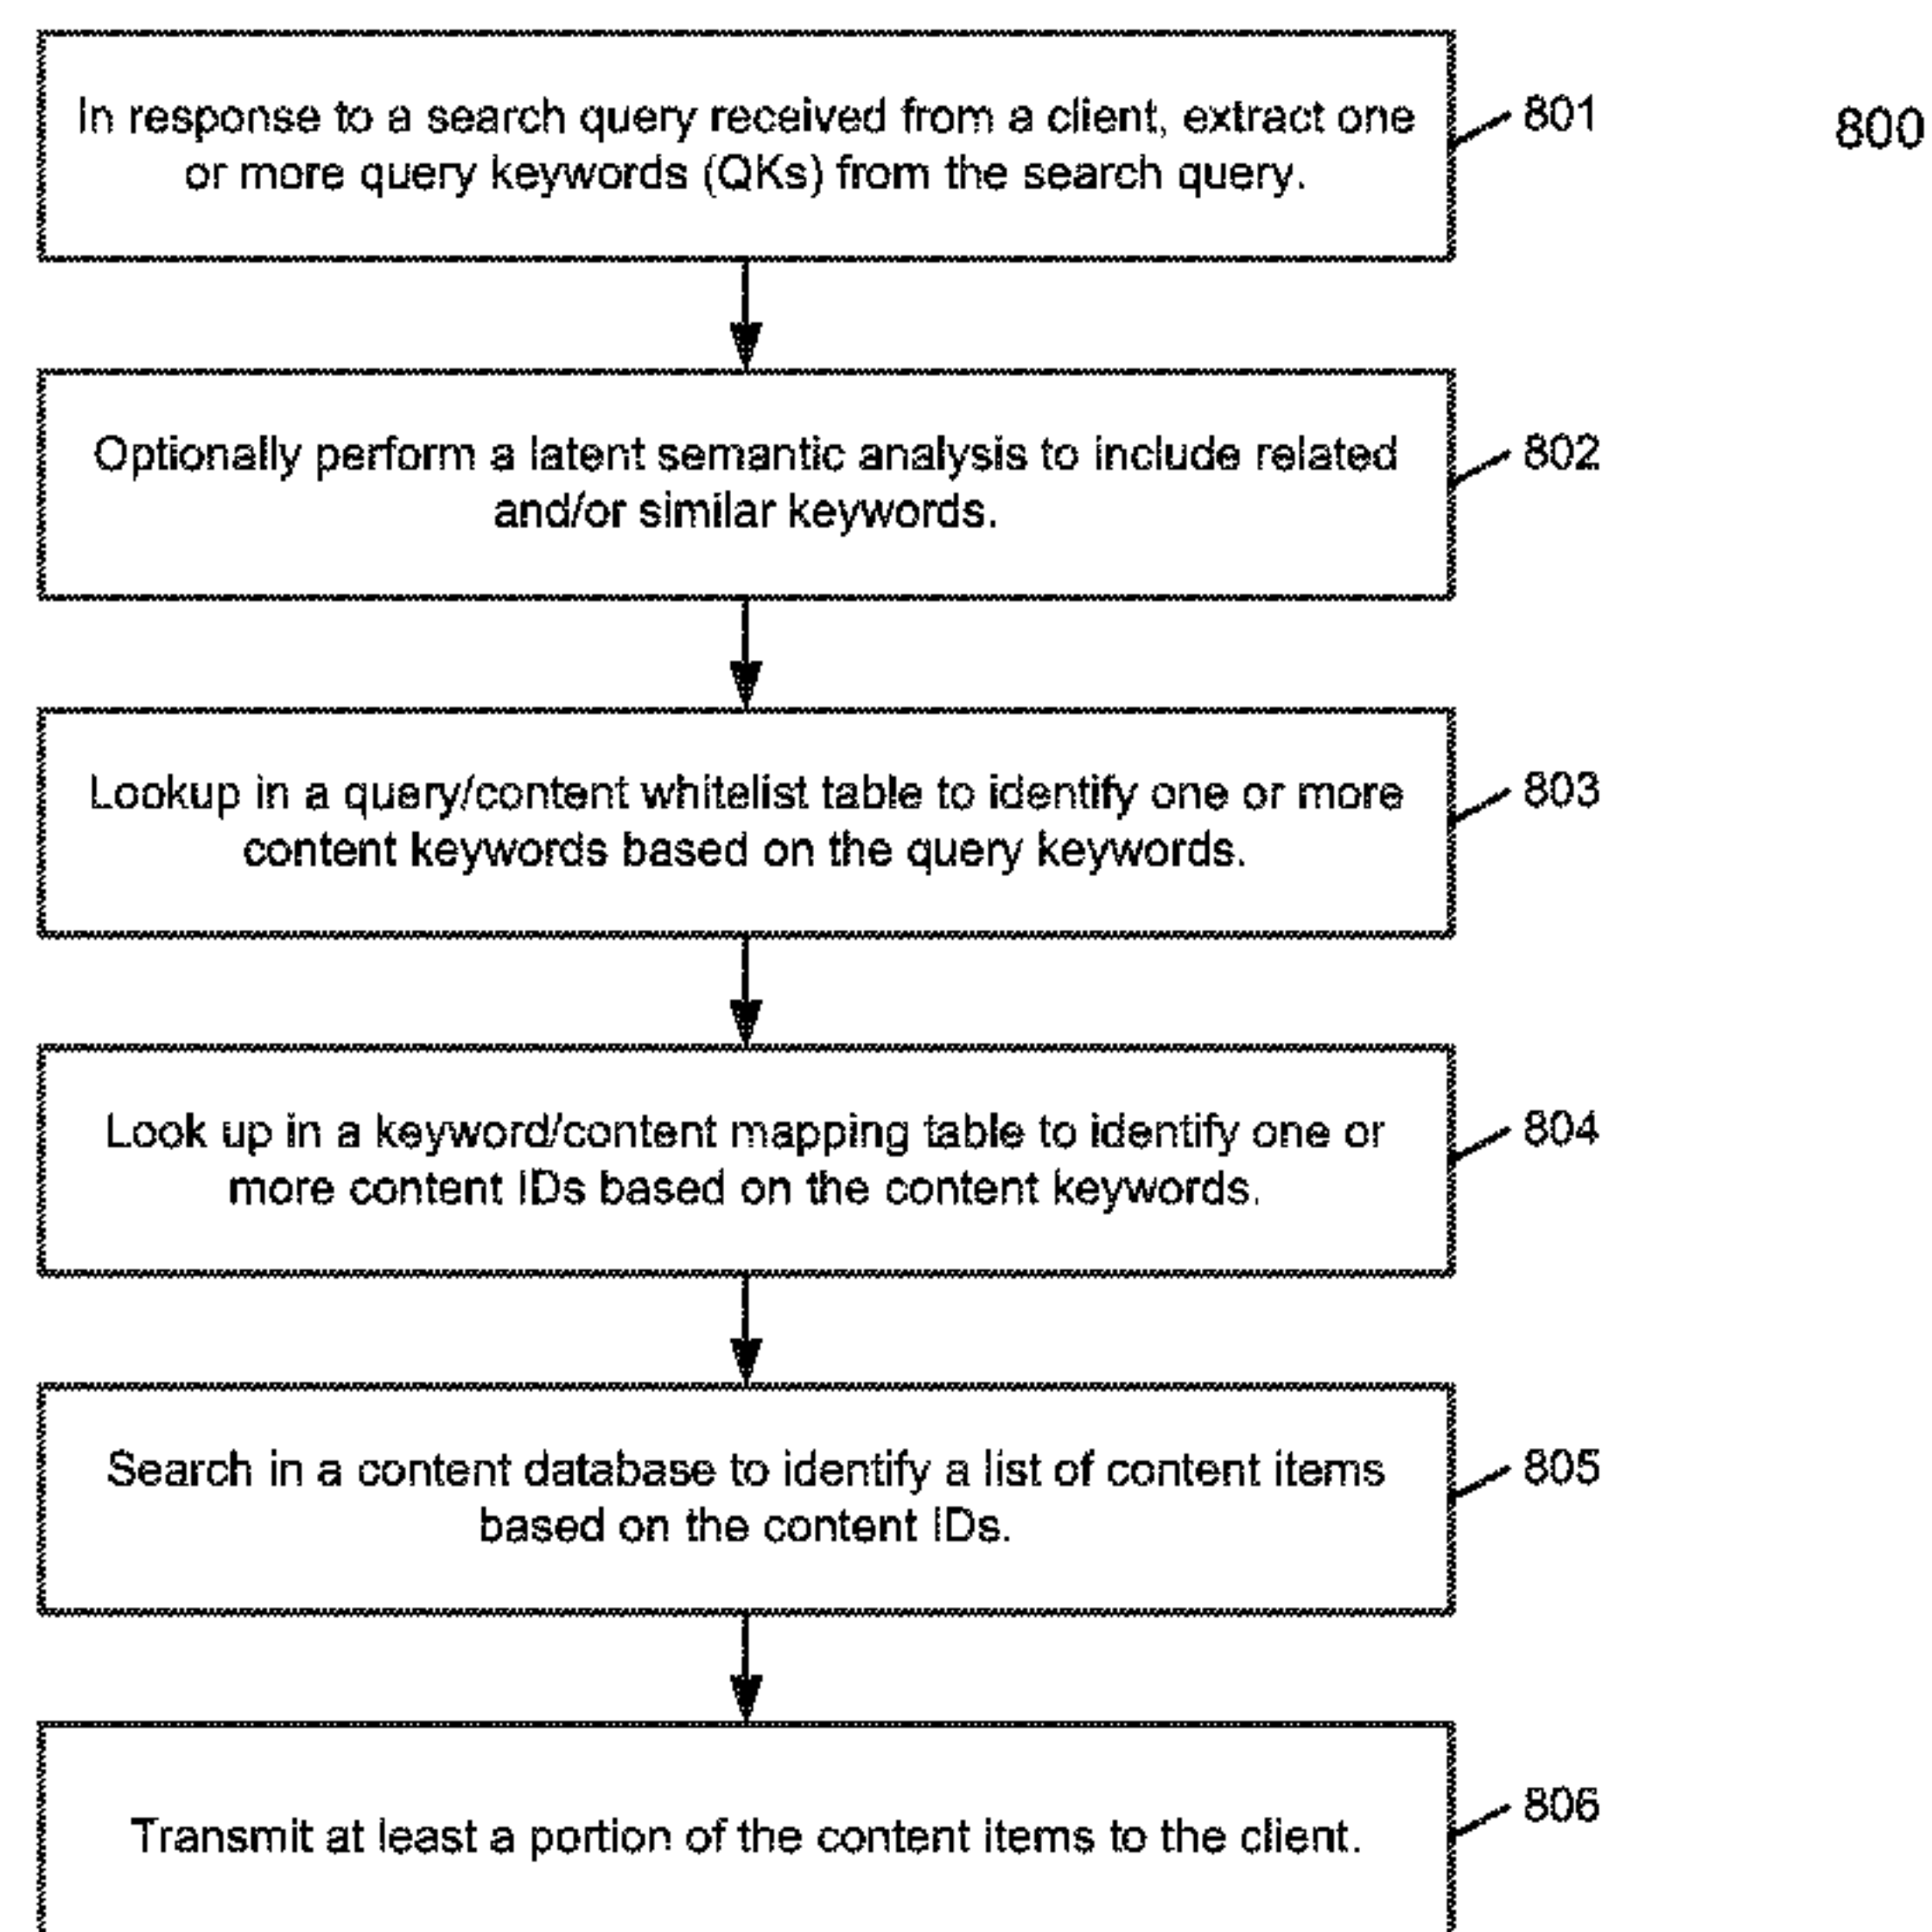 In response to a search query received from a client, extract one
or more query keywords (QKs) from the search query.
801
800
Optionally perform a latent semantic analysis to include related
and/or similar keywords.
802
Lookup in a query/content whitelist table to identify one or more
content keywords based on the query keywords.
803
Look up in a keyword/content mapping table to identify one or
more content IDs based on the content keywords.
804
Search in a content database to identify a list of content items
based on the content IDs.
805
Transmit at least a portion of the content items to the client.
806